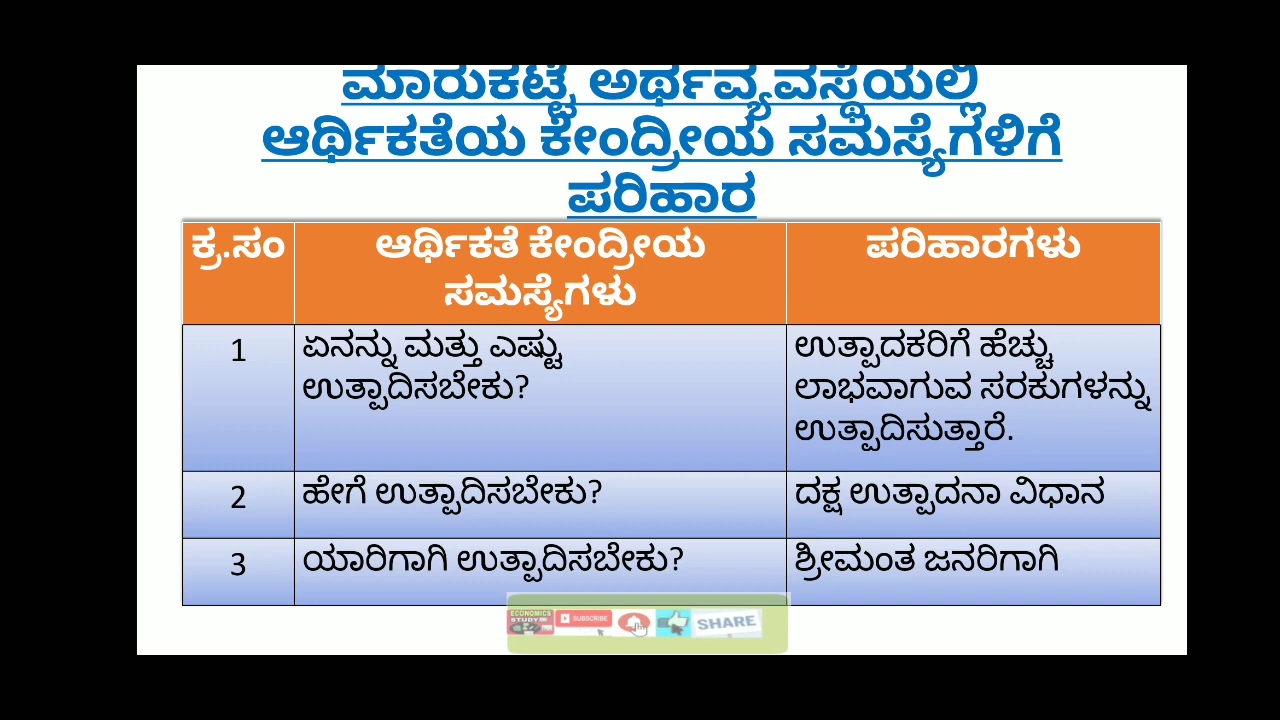 ಮಾರುಕಟ್ಟೆ ಅರ್ಥವ್ಯವಸ್ಥೆಯಲ್ಲಿ
ಆರ್ಥಿಕತೆಯ ಕೇಂದ್ರೀಯ ಸಮಸ್ಯೆಗಳಿಗೆ
ಪರಿಹಾರ
ಕ್ರ.ಸಂ
ಆರ್ಥಿಕತೆ ಕೇಂದ್ರೀಯ
ಸಮಸ್ಯೆಗಳು
ಪರಿಹಾರಗಳು
1
ಏನನ್ನು ಮತ್ತು ಎಷ್ಟು
ಉತ್ಪಾದಿಸಬೇಕು?
ಉತ್ಪಾದಕರಿಗೆ ಹೆಚ್ಚು
ಲಾಭವಾಗುವ ಸರಕುಗಳನ್ನು
ಉತ್ಪಾದಿಸುತ್ತಾರೆ.
2
ಹೇಗೆ ಉತ್ಪಾದಿಸಬೇಕು?
ದಕ್ಷ ಉತ್ಪಾದನಾ ವಿಧಾನ
3
ಯಾರಿಗಾಗಿ ಉತ್ಪಾದಿಸಬೇಕು?
ಶ್ರೀಮಂತ ಜನರಿಗಾಗಿ
ECONOMICS
STUDY
SUBSCRIBE
SHARE